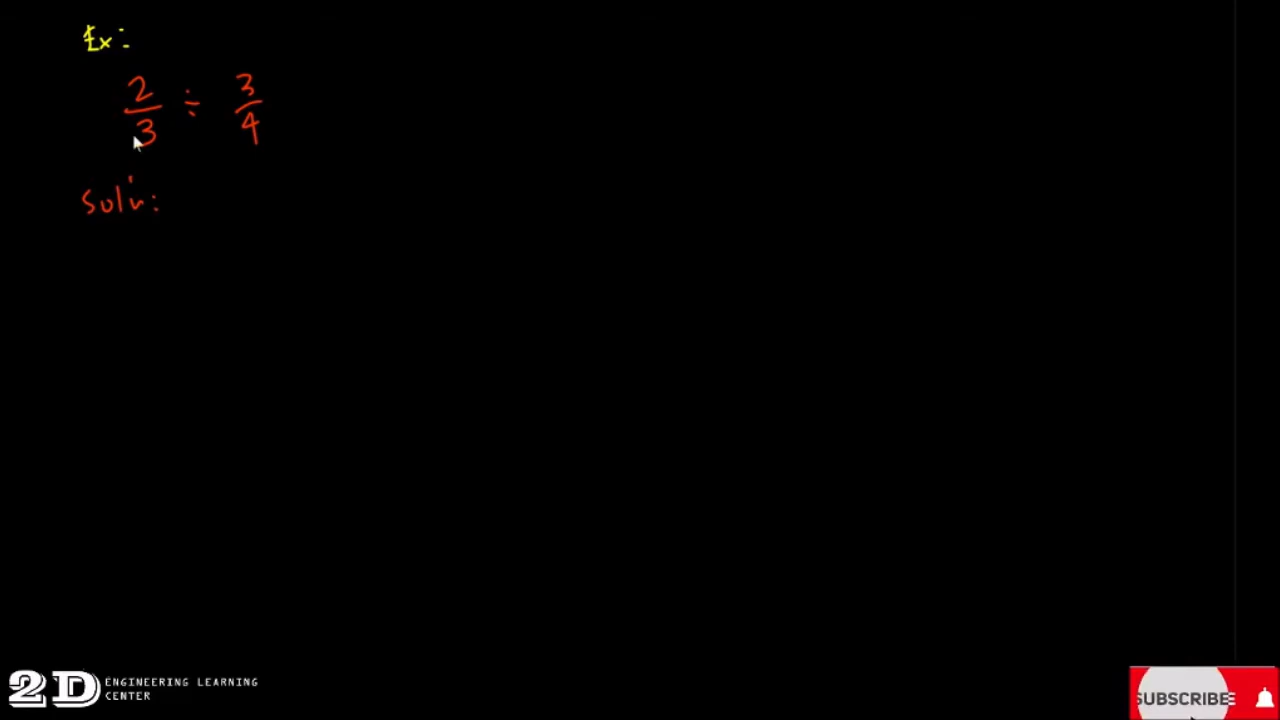 Ex:
2/3 ÷ 3/4
Sol'n:
2D ENGINEERING LEARNING
CENTER
SUBSCRIBE